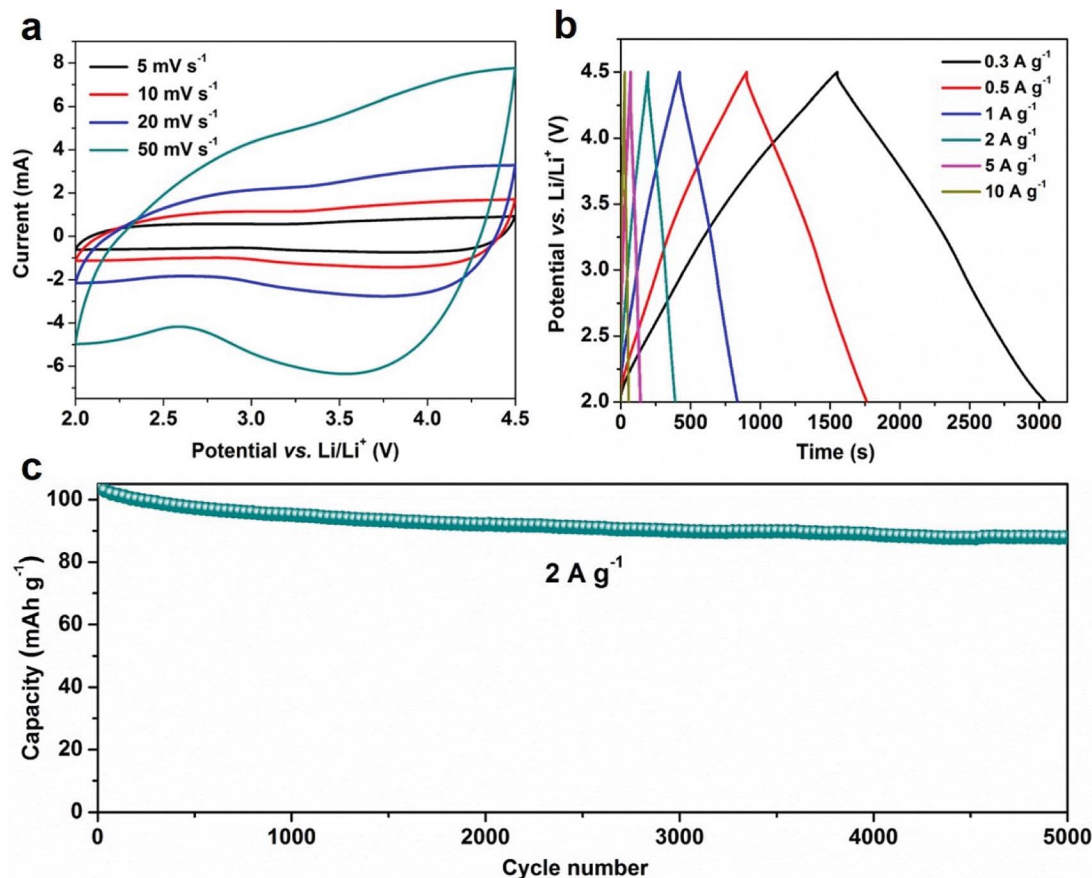 a
5 mV s⁻¹
10 mV s⁻¹
20 mV s⁻¹
50 mV s⁻¹
Current (mA)
8
6
4
2
0
-2
-4
-6
2.0 2.5 3.0 3.5 4.0 4.5
Potential vs. Li/Li⁺ (V)
b
0.3 A g⁻¹
0.5 A g⁻¹
1 A g⁻¹
2 A g⁻¹
5 A g⁻¹
10 A g⁻¹
Potential vs. Li/Li⁺ (V)
4.5
4.0
3.5
3.0
2.5
2.0
0 500 1000 1500 2000 2500 3000
Time (s)
c
Capacity (mAh g⁻¹)
100
80
60
40
20
0
2 A g⁻¹
0 1000 2000 3000 4000 5000
Cycle number